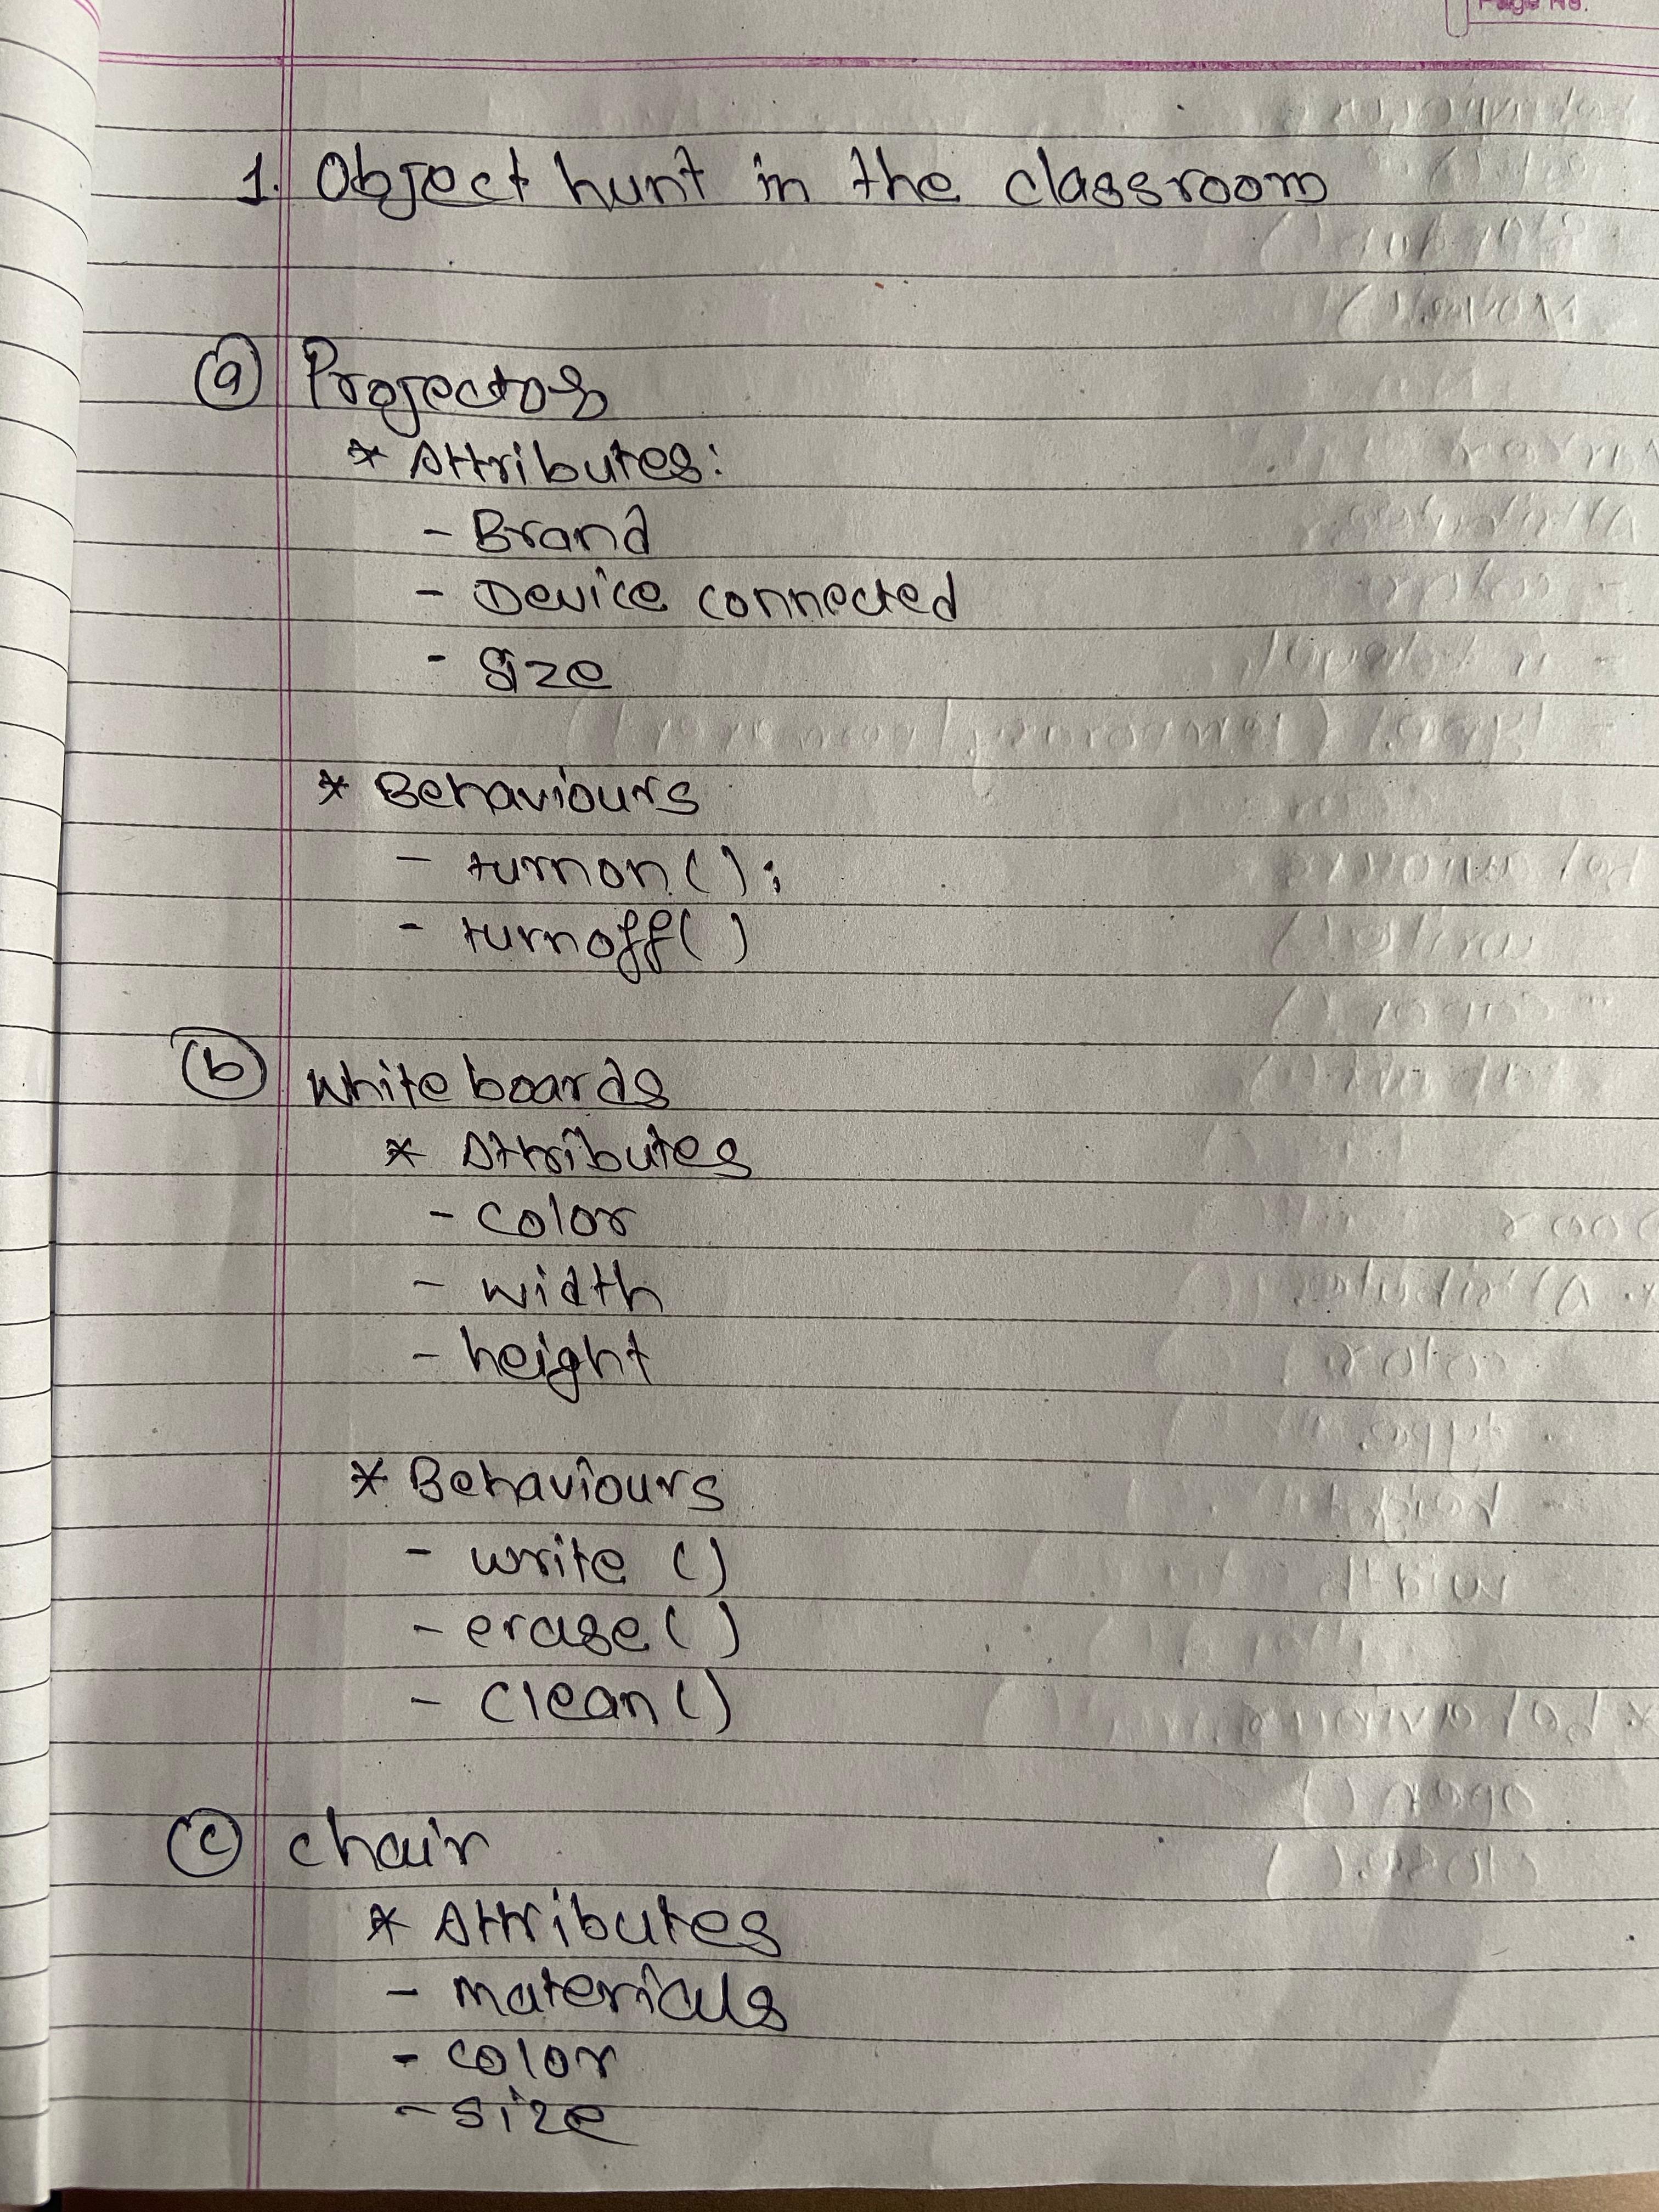 Page No.
1. Object hunt in the classroom
(a) Projectors
* Attributes:
- Brand
- Device connected
- Size
* Behaviours
- turnon();
- turnoff()
(b) White boards
* Attributes
- color
- width
- height
* Behaviours
- write ()
- erase()
- clean()
(c) chair
* Attributes
- materials
- color
- size